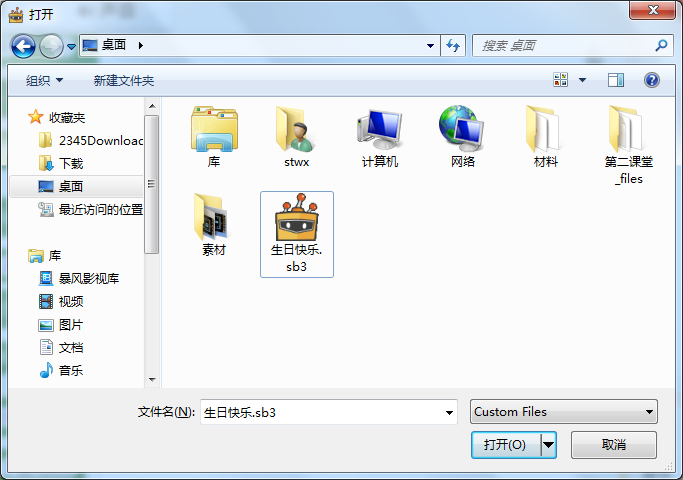 打开
桌面
搜索 桌面
组织
新建文件夹
收藏夹
2345Downloac
下载
桌面
最近访问的位置
库
暴风影视库
视频
图片
文档
音乐
库
stwx
计算机
网络
材料
第二课堂
_files
素材
生日快乐.
sb3
文件名(N):
生日快乐.sb3
Custom Files
打开(O)
取消